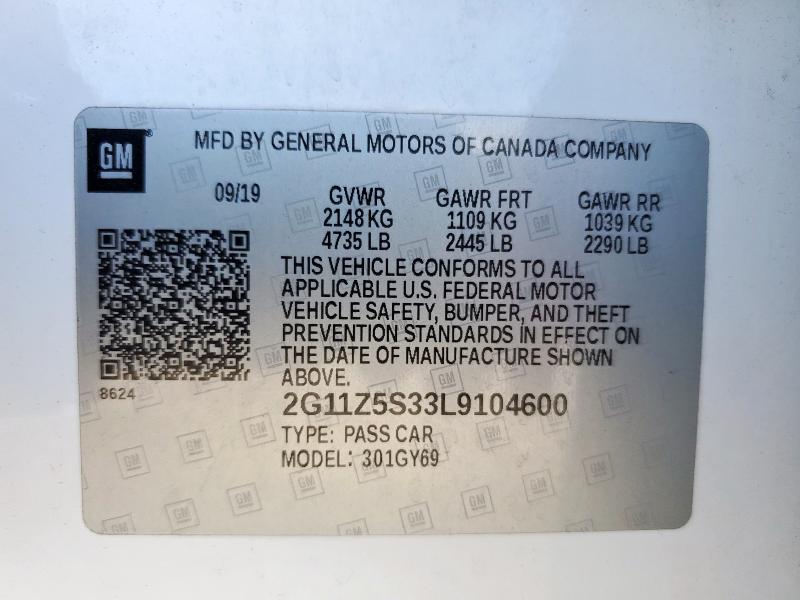 GM ®
MFD BY GENERAL MOTORS OF CANADA COMPANY
09/19 GVWR GAWR FRT GAWR RR
2148 KG 1109 KG 1039 KG
4735 LB 2445 LB 2290 LB
THIS VEHICLE CONFORMS TO ALL
APPLICABLE U.S. FEDERAL MOTOR
VEHICLE SAFETY, BUMPER, AND THEFT
PREVENTION STANDARDS IN EFFECT ON
THE DATE OF MANUFACTURE SHOWN
ABOVE.
8624
2G11Z5S33L9104600
TYPE: PASS CAR
MODEL: 301GY69